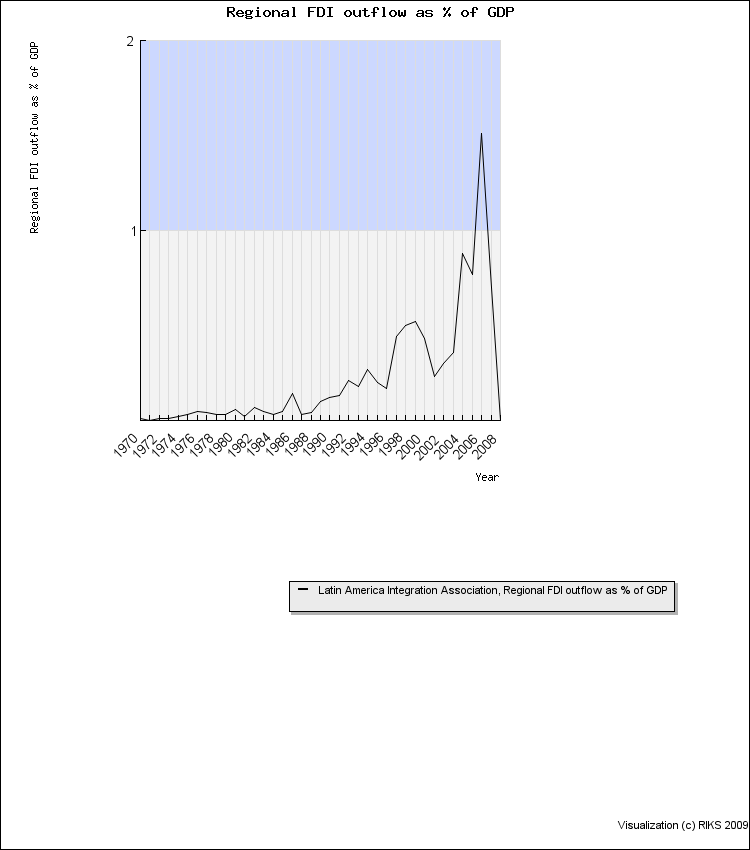 Regional FDI outflow as % of GDP
Regional FDI outflow as % of GDP
2
1
1970 1972 1974 1976 1978 1980 1982 1984 1986 1988 1990 1992 1994 1996 1998 2000 2002 2004 2006 2008
Year
Latin America Integration Association, Regional FDI outflow as % of GDP
Visualization (c) RIKS 2009